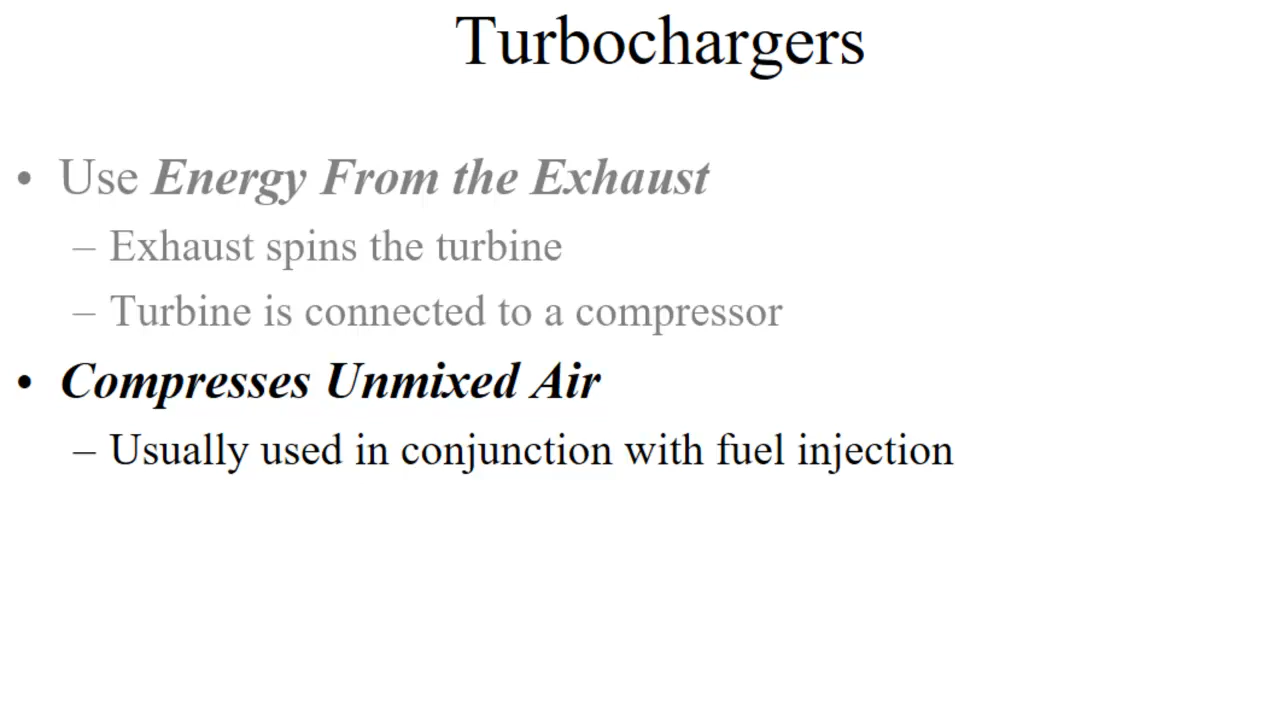 Turbochargers
• Use Energy From the Exhaust
– Exhaust spins the turbine
– Turbine is connected to a compressor
• Compresses Unmixed Air
– Usually used in conjunction with fuel injection